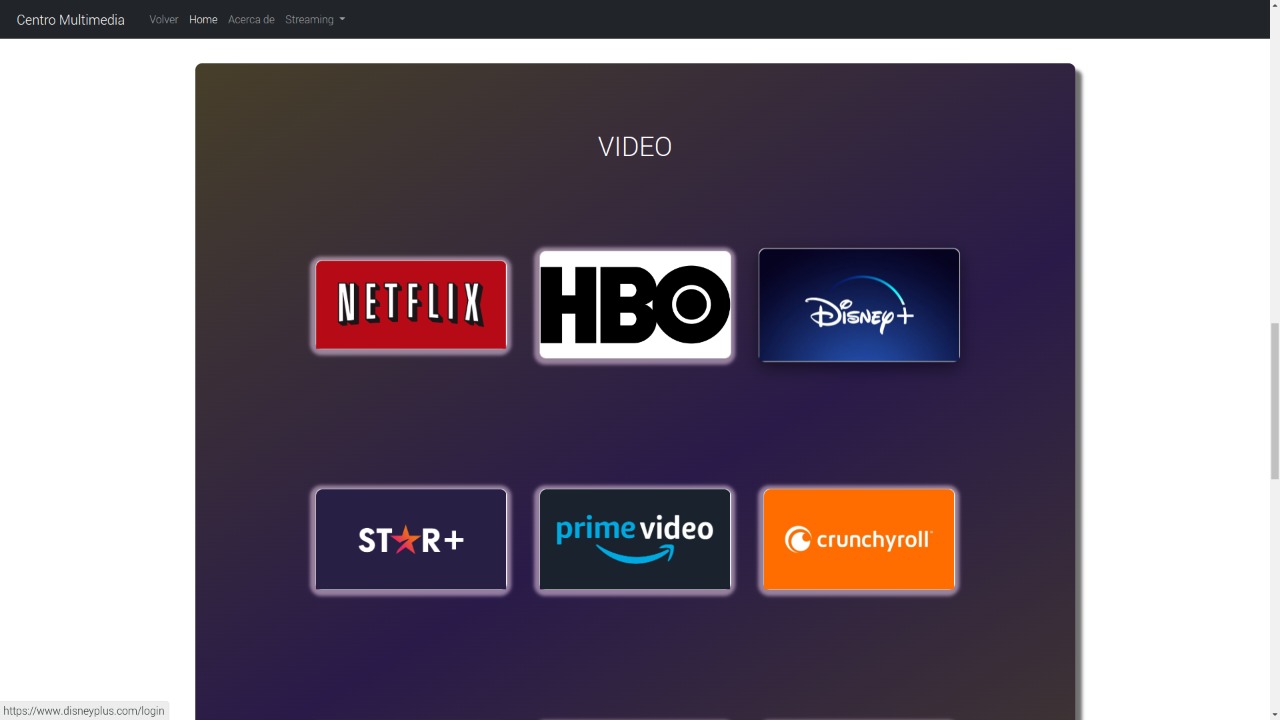 Centro Multimedia Volver Home Acerca de Streaming
VIDEO
NETFLIX HBO Disney+
ST★R+ prime video crunchyroll
https://www.disneyplus.com/login